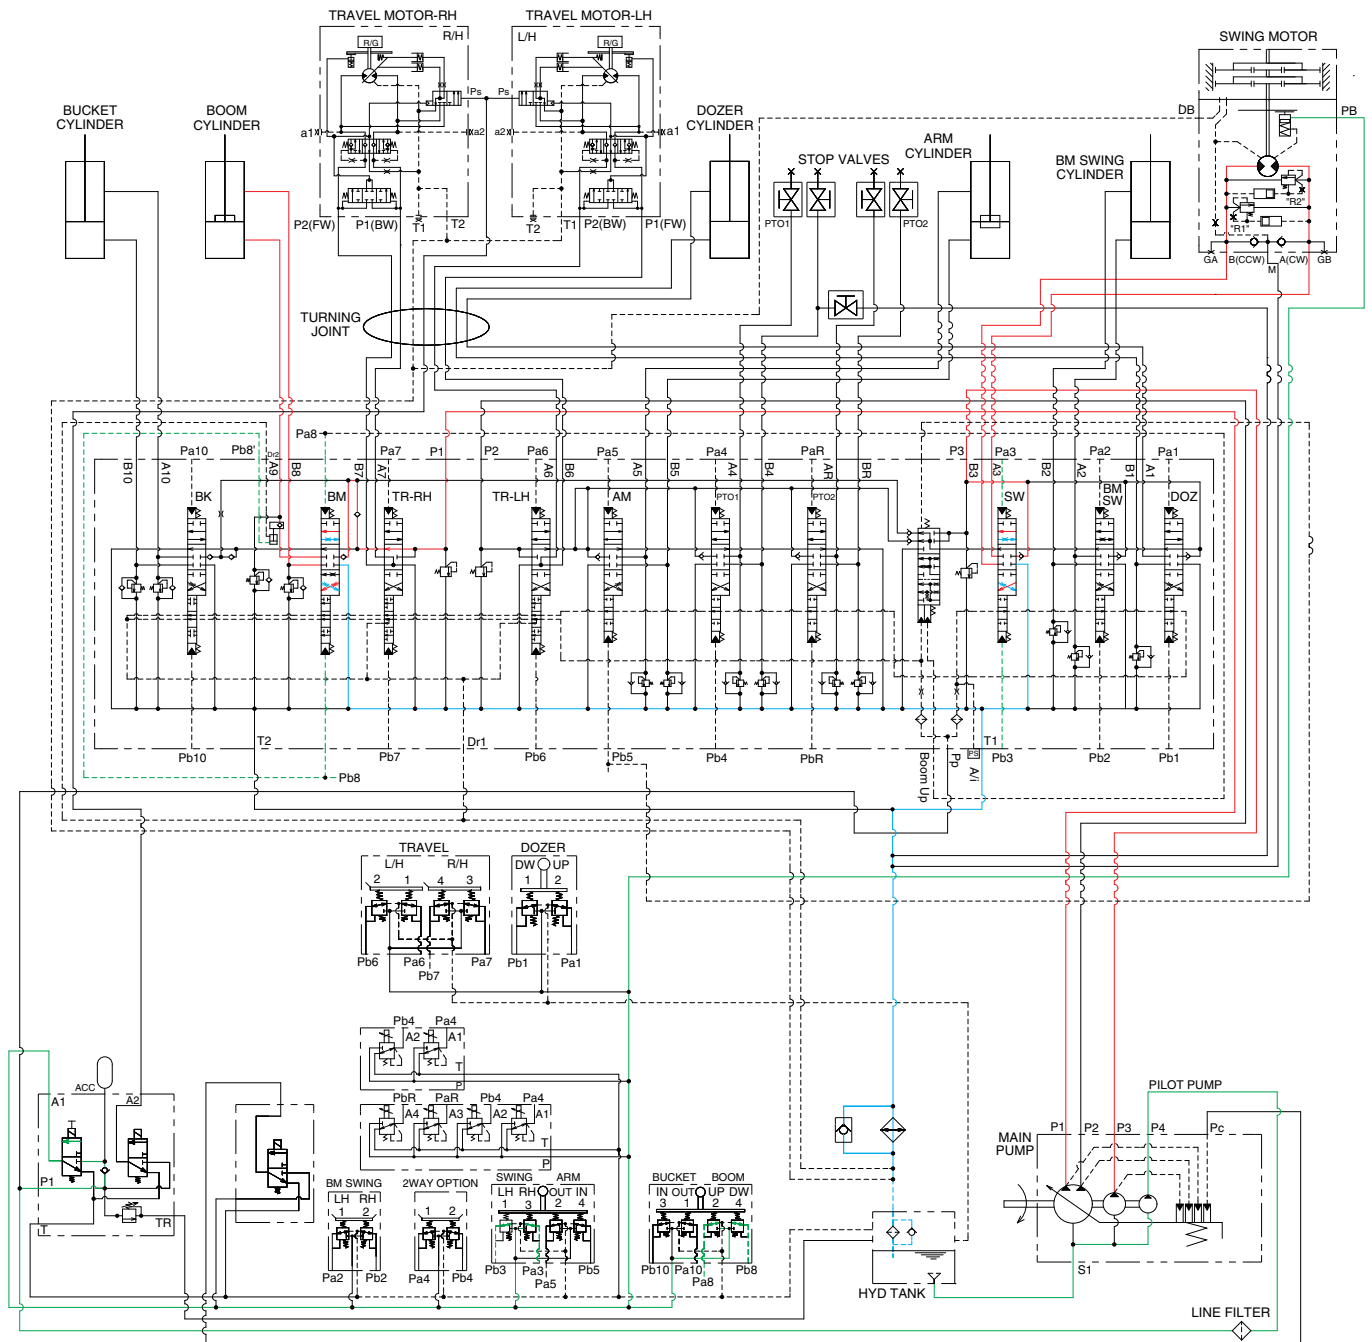 TRAVEL MOTOR-RH
TRAVEL MOTOR-LH
SWING MOTOR
R/G
R/H
L/H
R/G
BUCKET CYLINDER
BOOM CYLINDER
DOZER CYLINDER
ARM CYLINDER
BM SWING CYLINDER
STOP VALVES
Ps
Ps
DB
PB
a1
a2
a2
a1
"R2"
"R1"
PTO1
PTO2
P2(FW)
P1(BW)
T1
T2
T2
T1
P2(BW)
P1(FW)
GA
B(CCW)
M
A(CW)
GB
TURNING JOINT
Pa8
Pa10
Pb8'
Dr2
Pa7
P1
P2
Pa6
Pa5
Pa4
PaR
P3
Pa3
Pa2
Pa1
B10
A10
A9
B8
B7
A7
A6
B6
A5
B5
A4
B4
AR
BR
B3
A3
B2
A2
B1
A1
BK
BM
TR-RH
TR-LH
AM
PTO1
PTO2
SW
BM SW
DOZ
Pb10
T2
Pb7
Dr1
Pb6
Pb5
Pb4
PbR
Boom Up
Pp
PS
A/i
T1
Pb3
Pb2
Pb1
Pb8
TRAVEL
L/H
R/H
2 1 4 3
Pb6
Pa6
Pb7
Pa7
DOZER
DW UP
1 2
Pb1
Pa1
Pb4
Pa4
A2
A1
T
P
PbR
PaR
Pb4
Pa4
A4
A3
A2
A1
T
P
ACC
A1
A2
P1
T
TR
BM SWING
LH RH
1 2
Pa2
Pb2
2WAY OPTION
1 2
Pa4
Pb4
SWING
ARM
LH RH
OUT IN
1 3 2 4
Pb3
Pa3
Pa5
Pb5
BUCKET
BOOM
IN OUT
UP DW
3 1 2 4
Pb10
Pa10
Pa8
Pb8
HYD TANK
PILOT PUMP
MAIN PUMP
P1
P2
P3
P4
Pc
S1
LINE FILTER